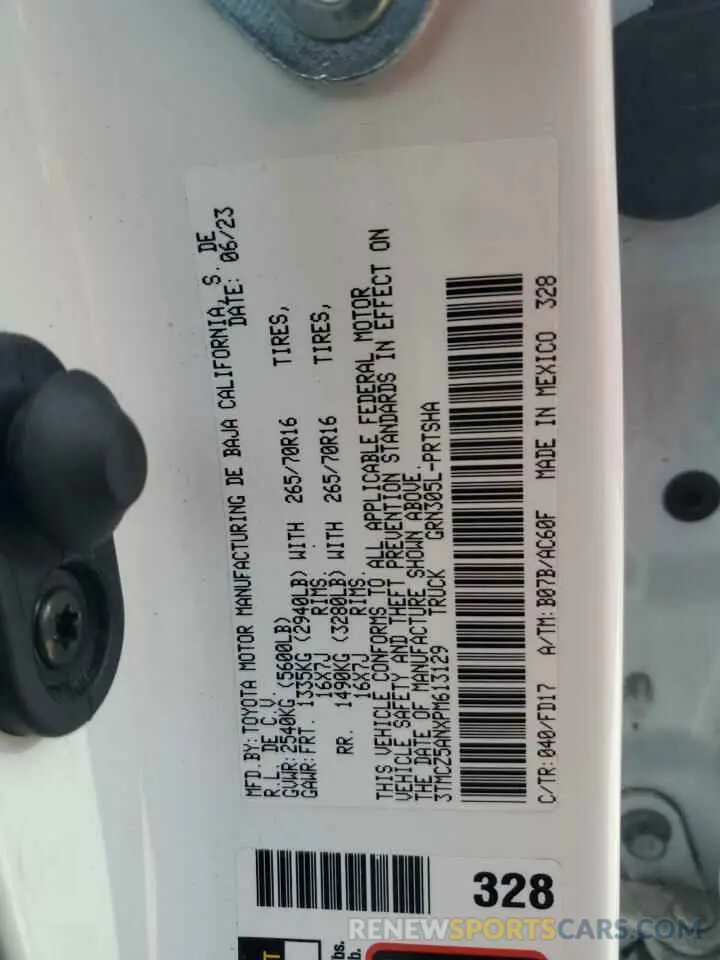 MFD.BY:TOYOTA MOTOR MANUFACTURING DE BAJA CALIFORNIA, S. DE
R.L. DE C.V. DATE: 06/23
GVWR:2540KG (5600LB)
GAWR:FRT. 1335KG (2940LB) WITH 265/70R16 TIRES,
16X7J RIMS.
RR. 1490KG (3280LB) WITH 265/70R16 TIRES,
16X7J RIMS.
THIS VEHICLE CONFORMS TO ALL APPLICABLE FEDERAL MOTOR
VEHICLE SAFETY AND THEFT PREVENTION STANDARDS IN EFFECT ON
THE DATE OF MANUFACTURE SHOWN ABOVE.
3TMCZ5ANXPM613129 TRUCK GRN305L-PRTSHA
C/TR:040/FD17 A/TM:B07B/AC60F MADE IN MEXICO 328
328
bs.
b.
RENEWSPORTSCARS.COM